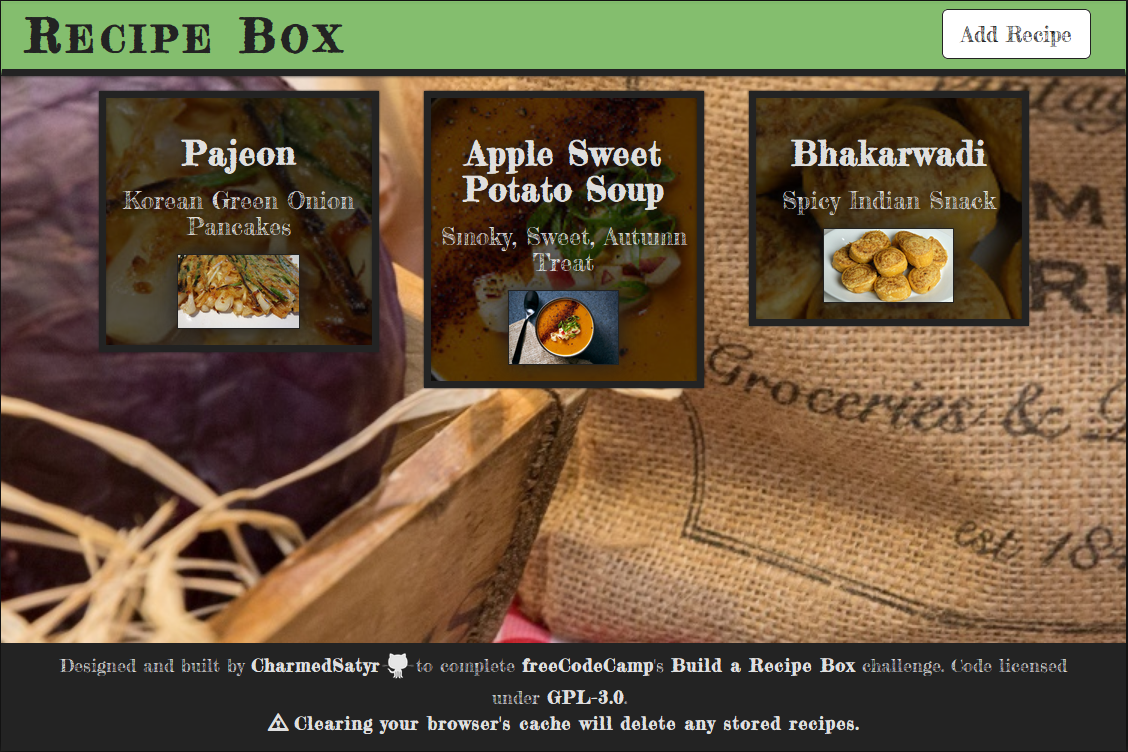 Recipe Box
Add Recipe
Pajeon
Korean Green Onion
Pancakes
Apple Sweet
Potato Soup
Smoky, Sweet, Autumn
Treat
Bhakarwadi
Spicy Indian Snack
Groceries &
est 184
Designed and built by CharmedSatyr to complete freeCodeCamp's Build a Recipe Box challenge. Code licensed
under GPL-3.0.
⚠ Clearing your browser's cache will delete any stored recipes.